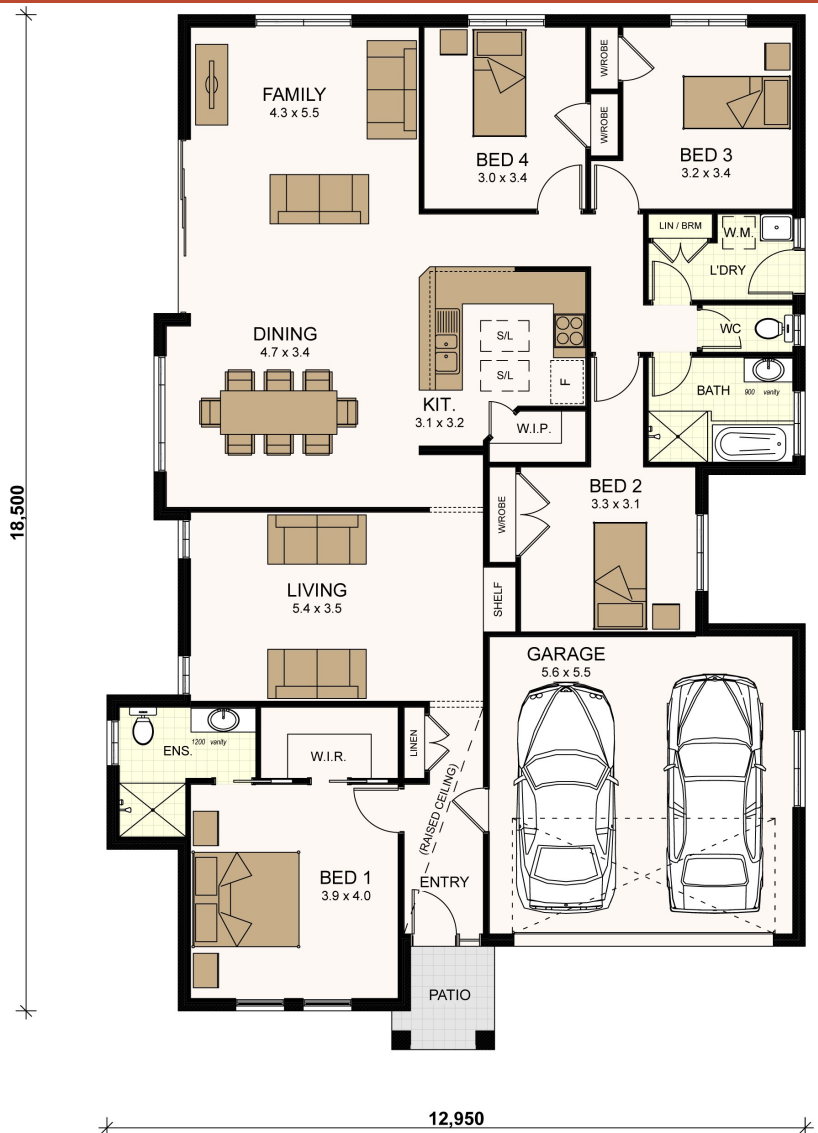 FAMILY
4.3 x 5.5
BED 4
3.0 x 3.4
W/ROBE
W/ROBE
BED 3
3.2 x 3.4
LIN / BRM
W.M.
L'DRY
WC
BATH
900 vanity
DINING
4.7 x 3.4
S/L
S/L
F
KIT.
3.1 x 3.2
W.I.P.
BED 2
3.3 x 3.1
W/ROBE
SHELF
18,500
LIVING
5.4 x 3.5
GARAGE
5.6 x 5.5
ENS.
1200 vanity
W.I.R.
LINEN
(RAISED CEILING)
BED 1
3.9 x 4.0
ENTRY
PATIO
12,950